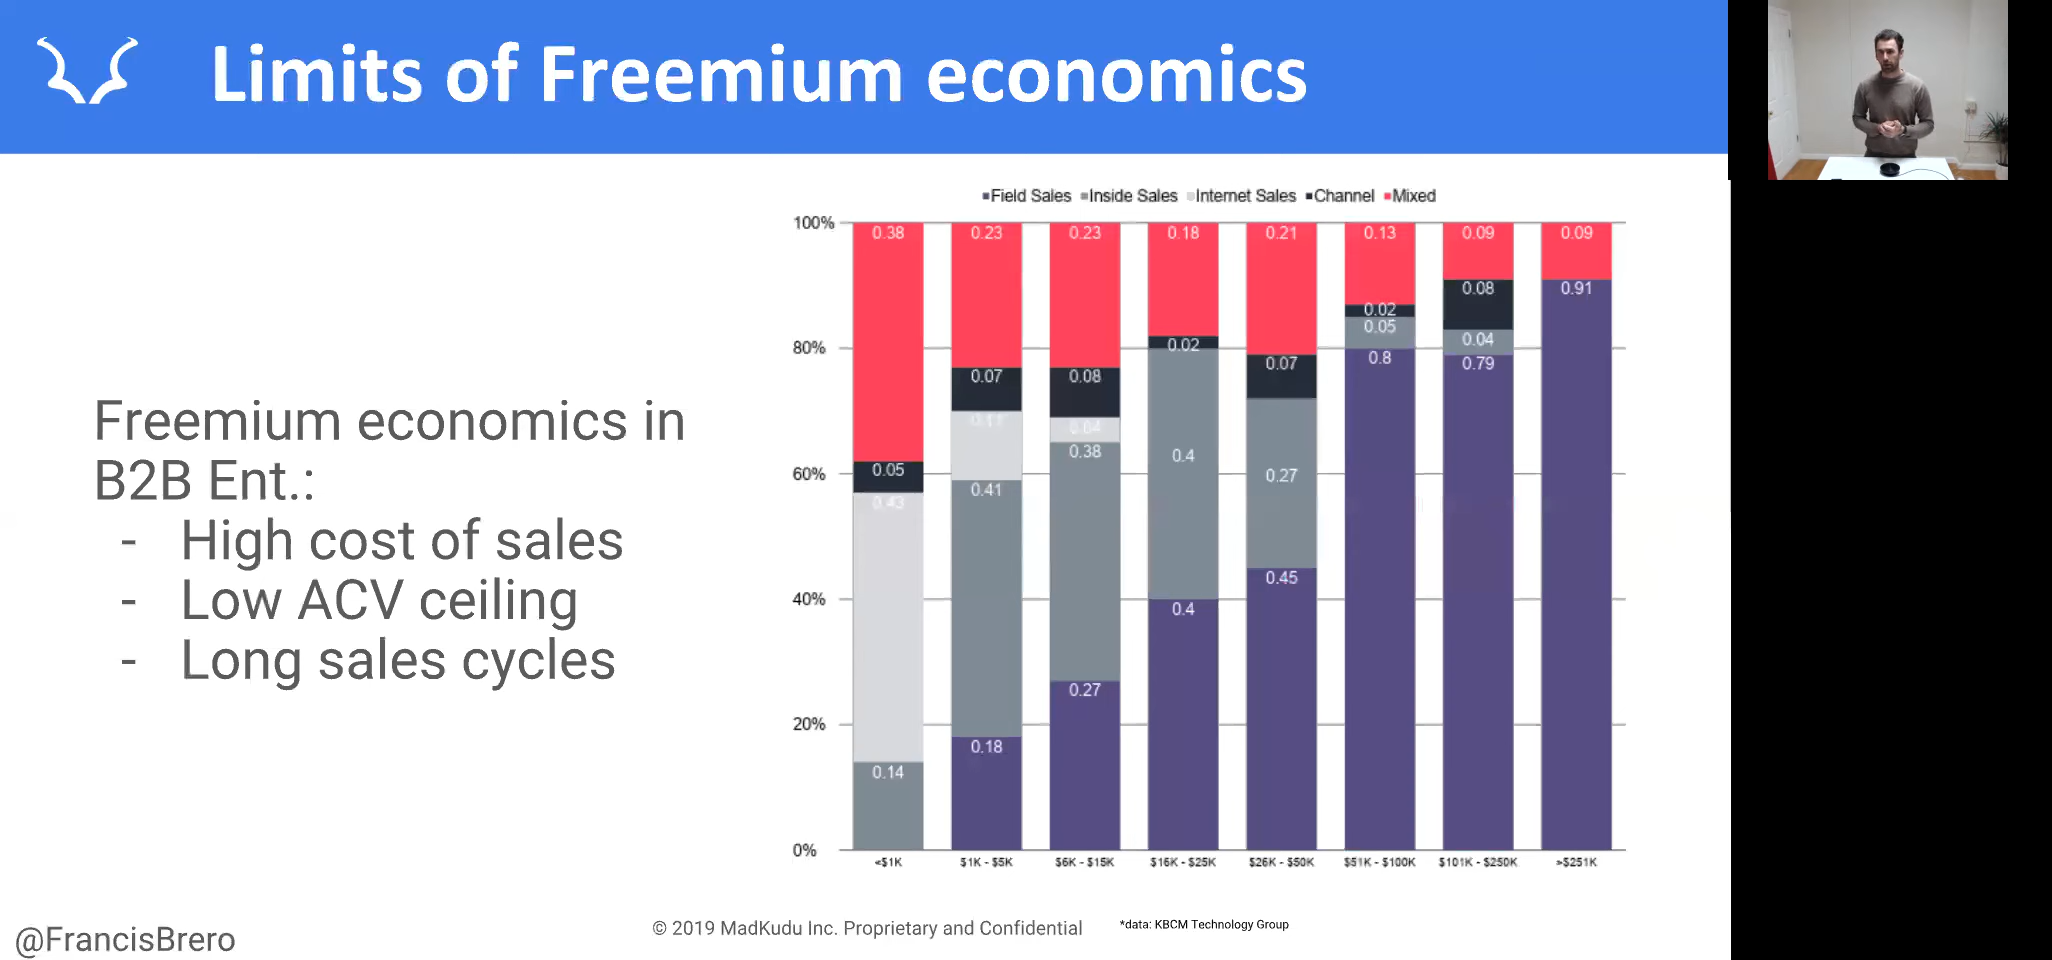 Limits of Freemium economics
Freemium economics in
B2B Ent.:
- High cost of sales
- Low ACV ceiling
- Long sales cycles
Field Sales Inside Sales Internet Sales Channel Mixed
100%
80%
60%
40%
20%
0%
0.38 0.23 0.23 0.18 0.21 0.13 0.09 0.09
0.08 0.91
0.02
0.05
0.02 0.04
0.8 0.79
0.07 0.08 0.07
0.11 0.04
0.38 0.4
0.05 0.27
0.41
0.43
0.45
0.4
0.27
0.18
0.14
<$1K $1K - $5K $6K - $15K $16K - $25K $26K - $50K $51K - $100K $101K - $250K >$251K
@FrancisBrero
© 2019 MadKudu Inc. Proprietary and Confidential
*data: KBCM Technology Group